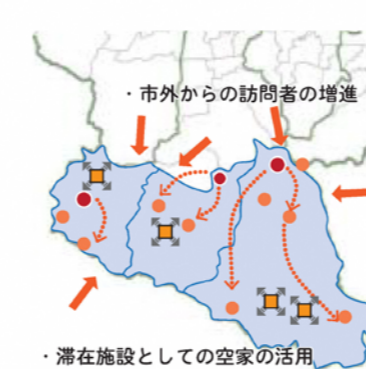 ・市外からの訪問者の増進
・滞在施設としての空家の活用